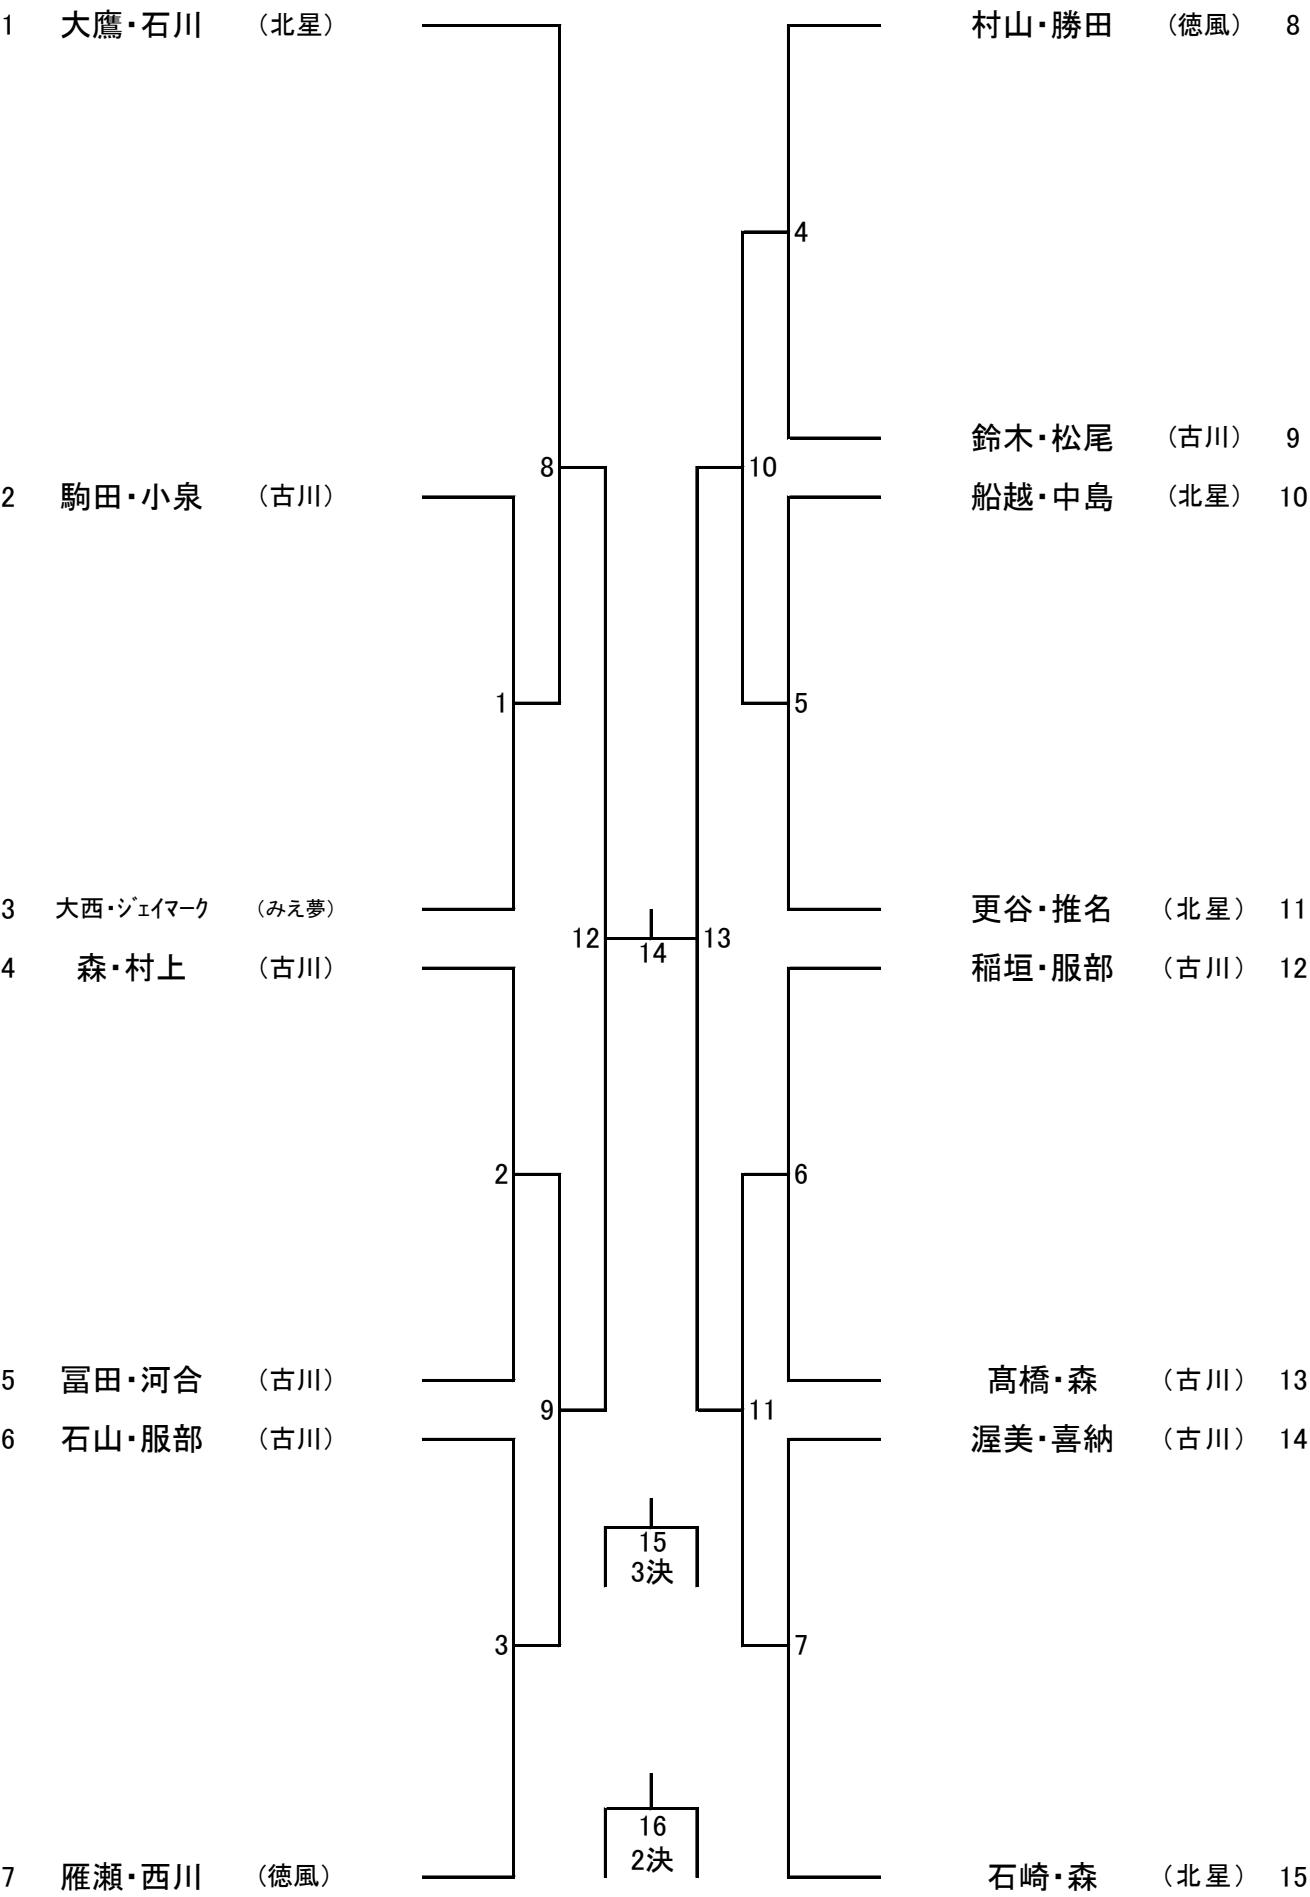 1 大鷹・石川 （北星）
村山・勝田 （徳風） 8
4
鈴木・松尾 （古川） 9
8
10
2 駒田・小泉 （古川）
船越・中島 （北星） 10
1
5
3 大西・ｼﾞｪｲﾏｰｸ （みえ夢）
更谷・推名 （北星） 11
12
14
13
4 森・村上 （古川）
稲垣・服部 （古川） 12
2
6
5 冨田・河合 （古川）
髙橋・森 （古川） 13
9
11
6 石山・服部 （古川）
渥美・喜納 （古川） 14
15
3決
3
7
16
2決
7 雁瀬・西川 （徳風）
石崎・森 （北星） 15